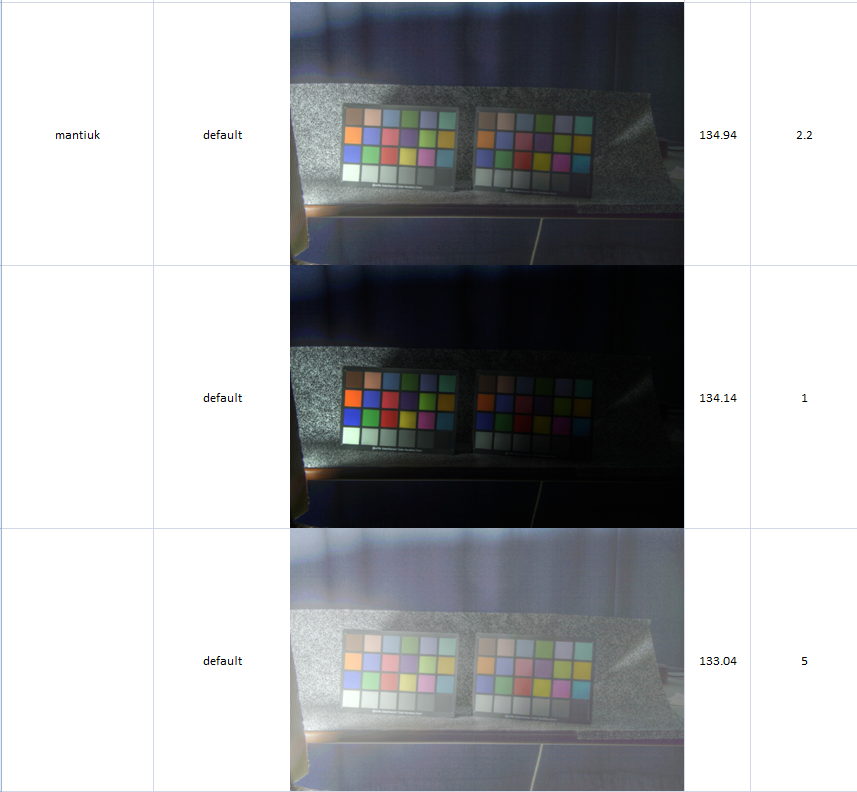 mantiuk default 134.94 2.2
default 134.14 1
default 133.04 5